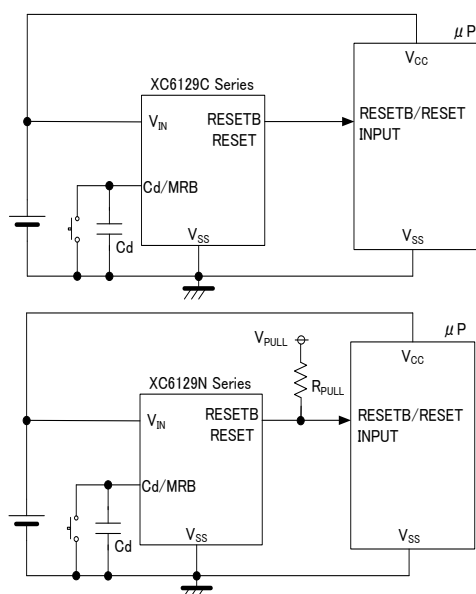 μP
VCC
XC6129C Series
VIN
RESETB
RESET
RESETB/RESET
INPUT
Cd/MRB
Cd
VSS
VSS
μP
VPULL
VCC
RPULL
XC6129N Series
VIN
RESETB
RESET
RESETB/RESET
INPUT
Cd/MRB
Cd
VSS
VSS